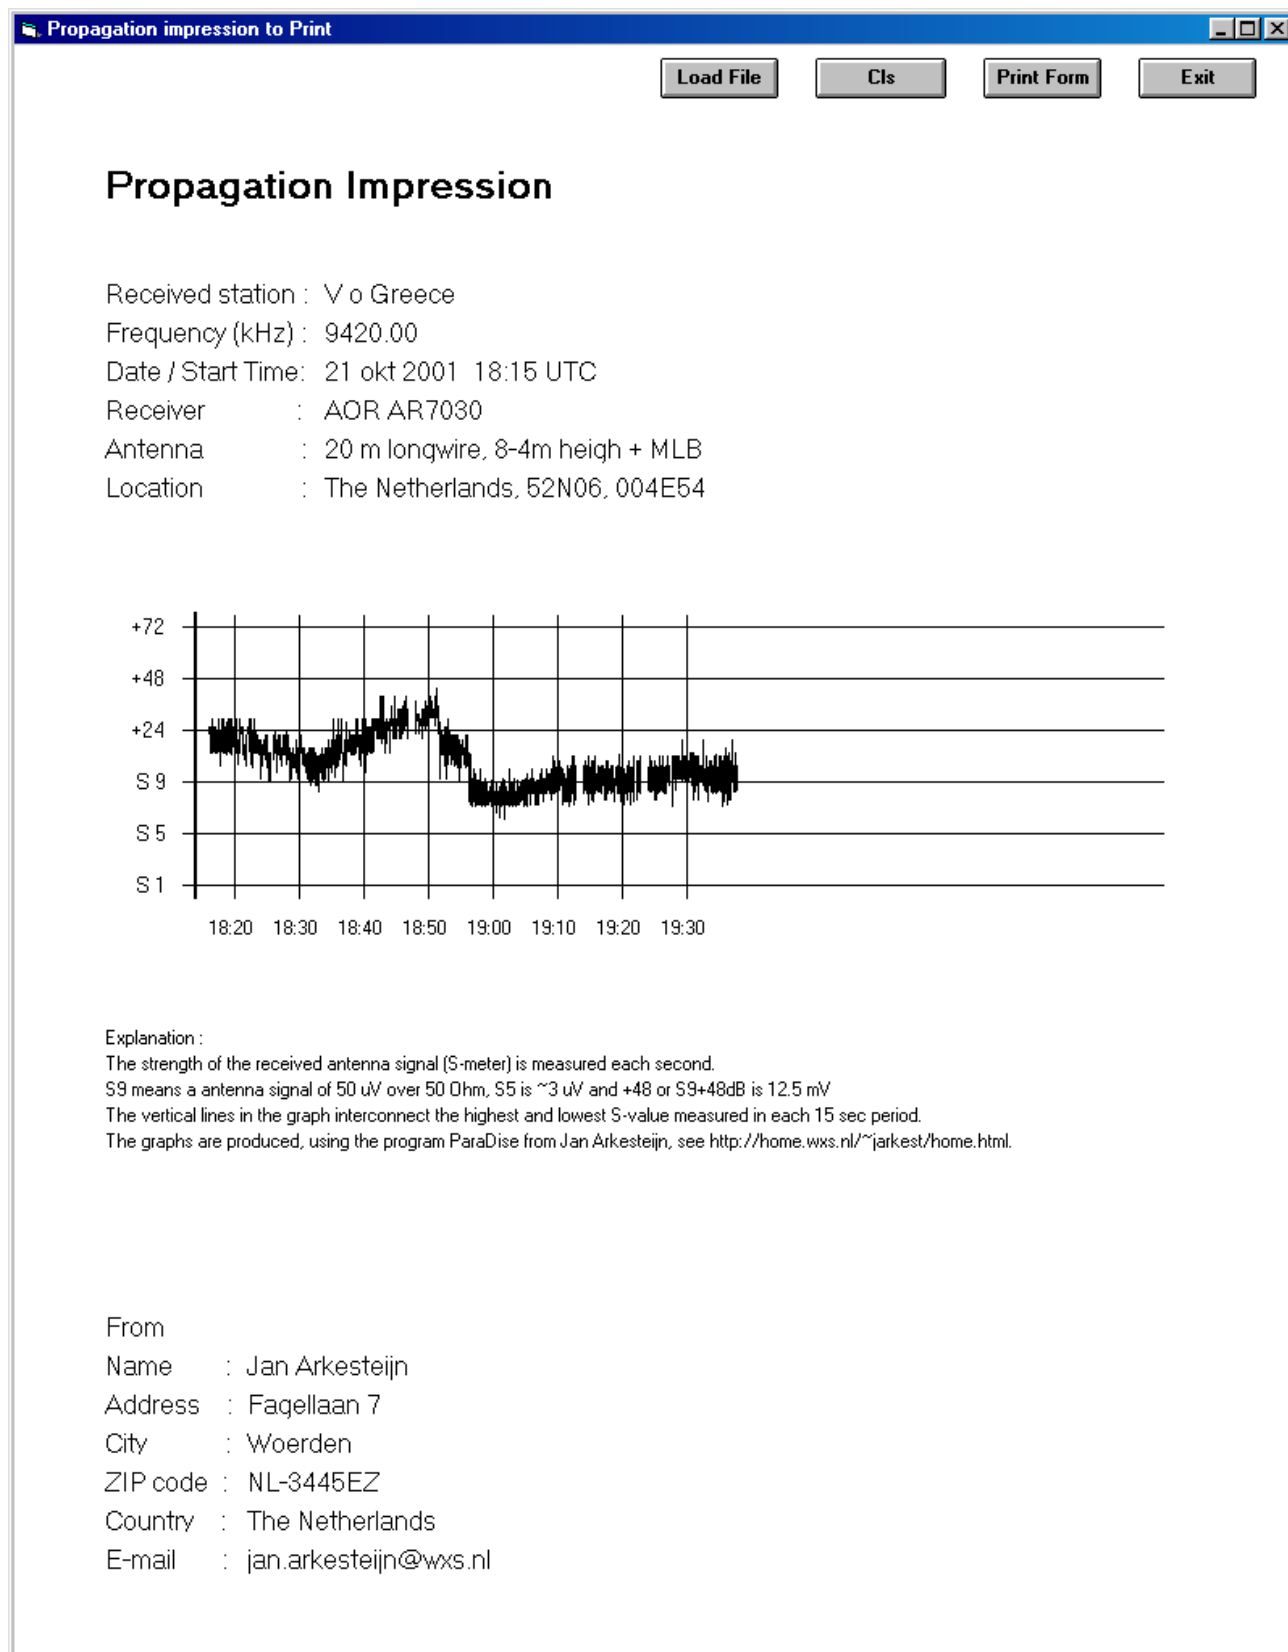 Propagation impression to Print
Load File Cls Print Form Exit
Propagation Impression
Received station : V o Greece
Frequency (kHz) : 9420.00
Date / Start Time: 21 okt 2001 18:15 UTC
Receiver : AOR AR7030
Antenna : 20 m longwire, 8-4m heigh + MLB
Location : The Netherlands, 52N06, 004E54
+72
+48
+24
S 9
S 5
S 1
18:20 18:30 18:40 18:50 19:00 19:10 19:20 19:30
Explanation :
The strength of the received antenna signal (S-meter) is measured each second.
S9 means a antenna signal of 50 uV over 50 Ohm, S5 is ~3 uV and +48 or S9+48dB is 12.5 mV
The vertical lines in the graph interconnect the highest and lowest S-value measured in each 15 sec period.
The graphs are produced, using the program ParaDise from Jan Arkesteijn, see http://home.wxs.nl/~jarkest/home.html.
From
Name : Jan Arkesteijn
Address : Fagellaan 7
City : Woerden
ZIP code : NL-3445EZ
Country : The Netherlands
E-mail : jan.arkesteijn@wxs.nl